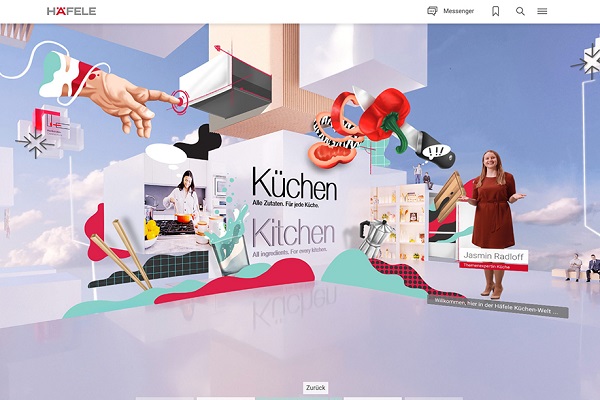 HÄFELE
Messenger
!!!
Küchen
Alle Zutaten. Für jede Küche.
Kitchen
All ingredients. For every kitchen.
Jasmin Radloff
Themenexpertin Küche
Willkommen, hier in der Häfele Küchen-Welt ...
Zurück